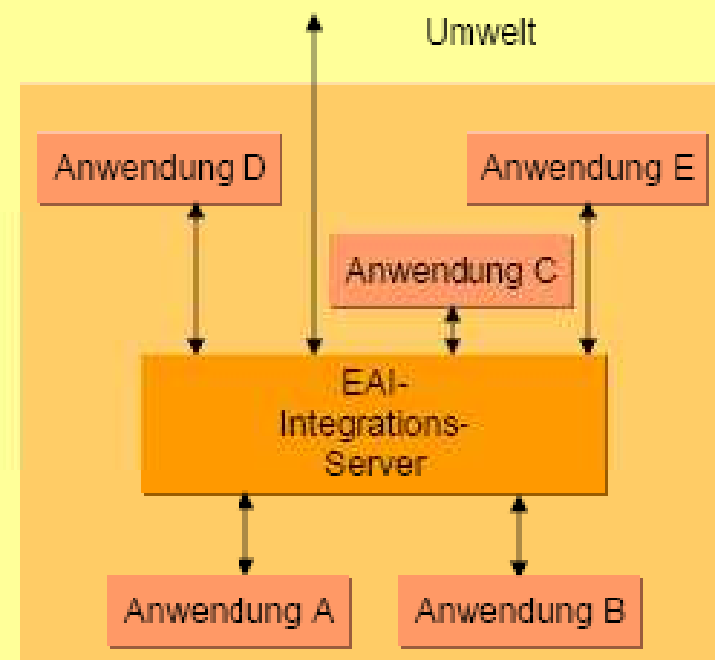 Umwelt
Anwendung D
Anwendung E
Anwendung C
EAI-
Integrations-
Server
Anwendung A
Anwendung B